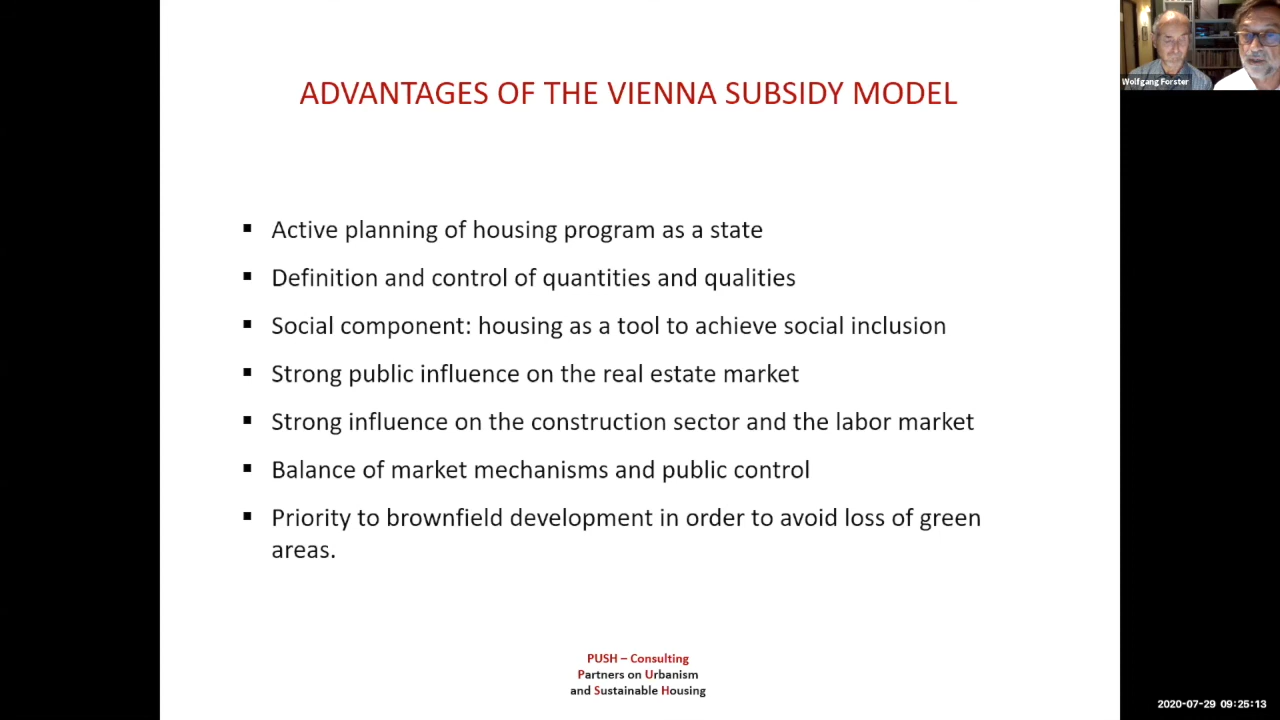 ADVANTAGES OF THE VIENNA SUBSIDY MODEL
Wolfgang Forster
▪ Active planning of housing program as a state
▪ Definition and control of quantities and qualities
▪ Social component: housing as a tool to achieve social inclusion
▪ Strong public influence on the real estate market
▪ Strong influence on the construction sector and the labor market
▪ Balance of market mechanisms and public control
▪ Priority to brownfield development in order to avoid loss of green
areas.
PUSH – Consulting
Partners on Urbanism
and Sustainable Housing
2020-07-29 09:25:13